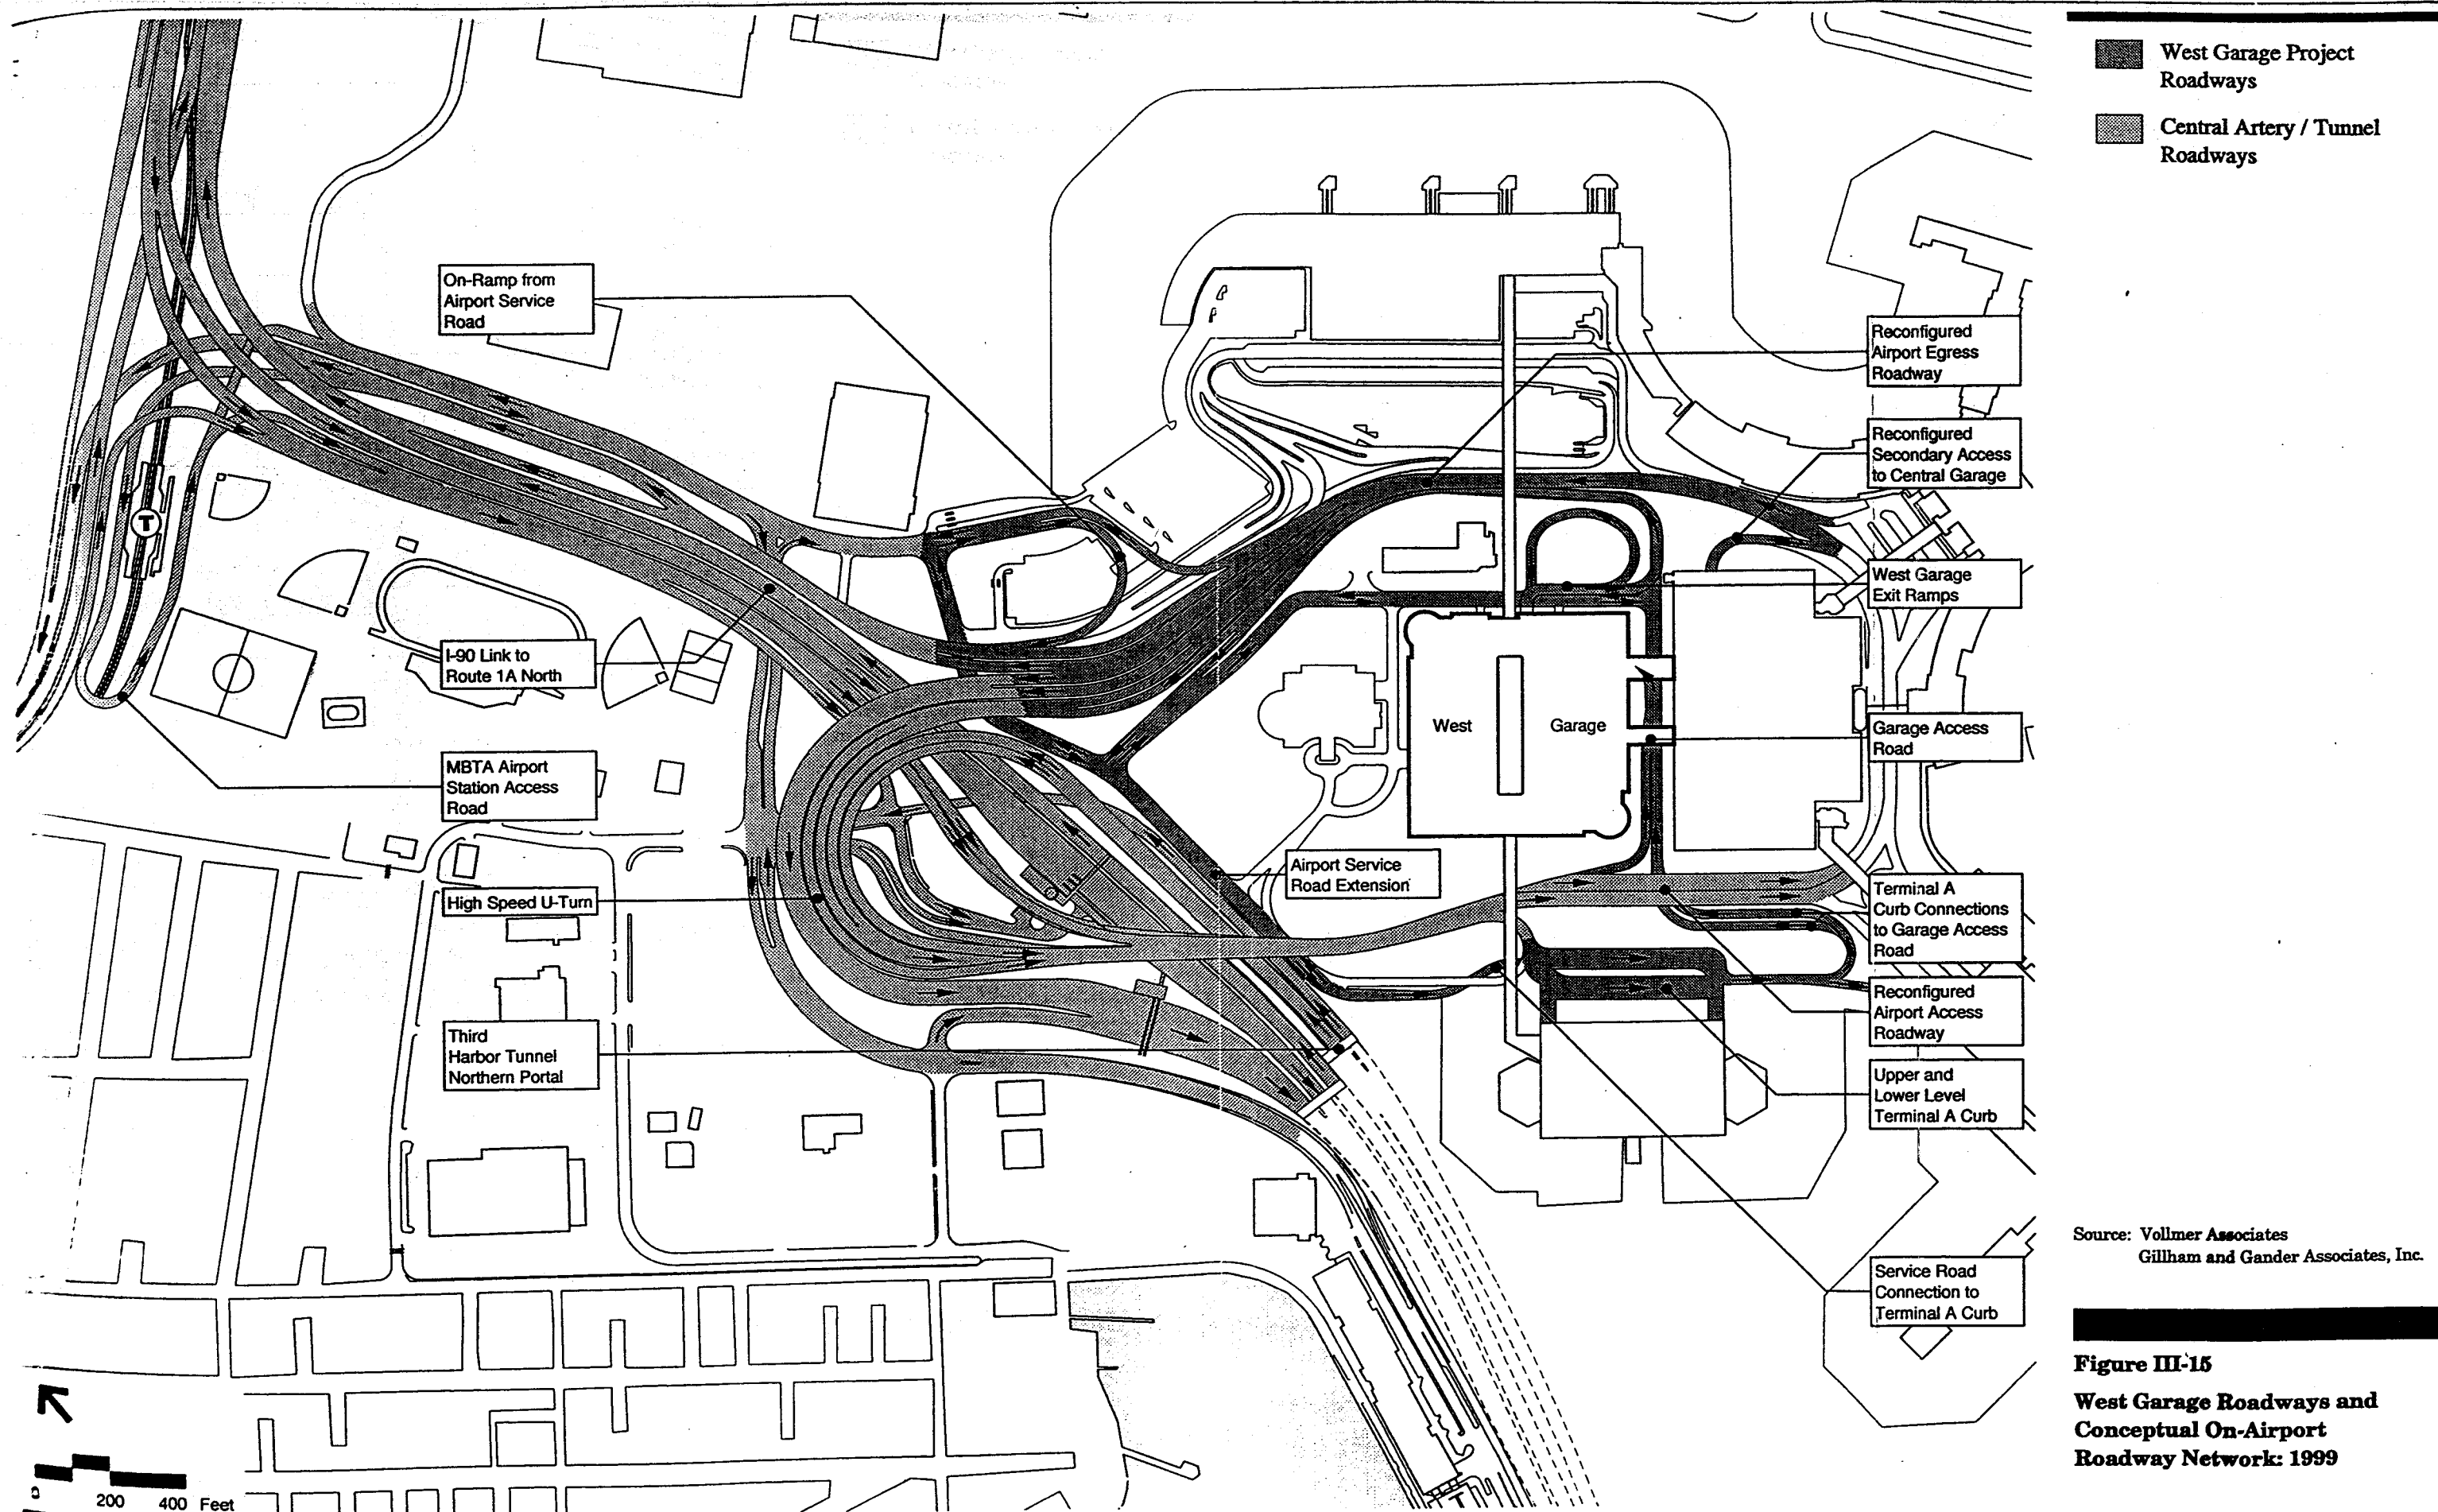 West Garage Project
Roadways
Central Artery / Tunnel
Roadways
On-Ramp from
Airport Service
Road
Reconfigured
Airport Egress
Roadway
Reconfigured
Secondary Access
to Central Garage
T
West Garage
Exit Ramps
I-90 Link to
Route 1A North
West Garage
Garage Access
Road
MBTA Airport
Station Access
Road
Airport Service
Road Extension
High Speed U-Turn
Terminal A
Curb Connections
to Garage Access
Road
Reconfigured
Airport Access
Roadway
Third
Harbor Tunnel
Northern Portal
Upper and
Lower Level
Terminal A Curb
Source: Vollmer Associates
Gillham and Gander Associates, Inc.
Service Road
Connection to
Terminal A Curb
Figure III-15
West Garage Roadways and
Conceptual On-Airport
Roadway Network: 1999
0 200 400 Feet
T